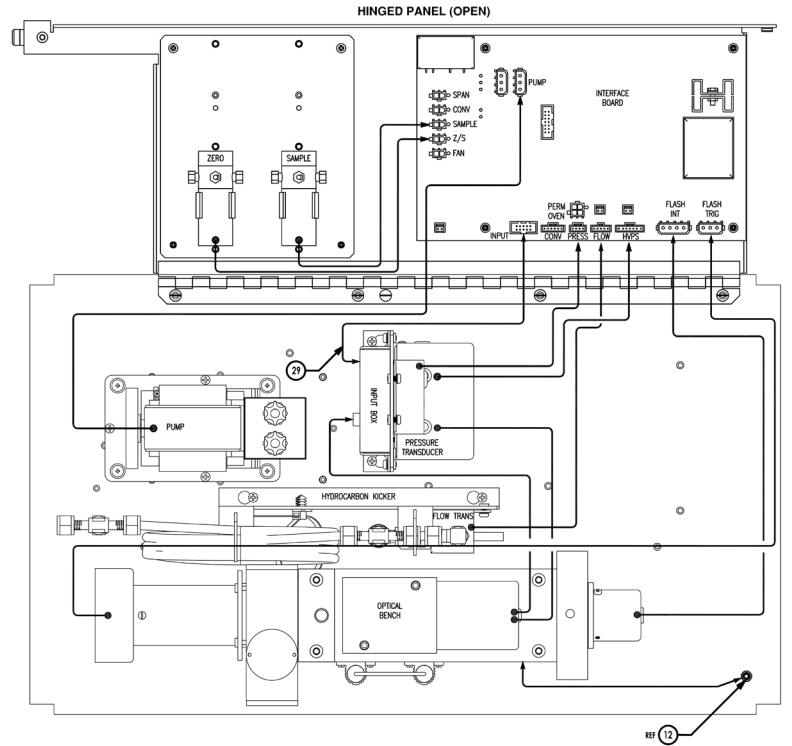 HINGED PANEL (OPEN)
PUMP
SPAN
CONV
SAMPLE
Z/S
FAN
INTERFACE
BOARD
ZERO
SAMPLE
PERM
OVEN
FLASH
INT
FLASH
TRIG
INPUT
CONV
PRESS
FLOW
HVPS
29
INPUT BOX
PUMP
PRESSURE
TRANSDUCER
HYDROCARBON KICKER
FLOW TRANS
OPTICAL
BENCH
REF 12